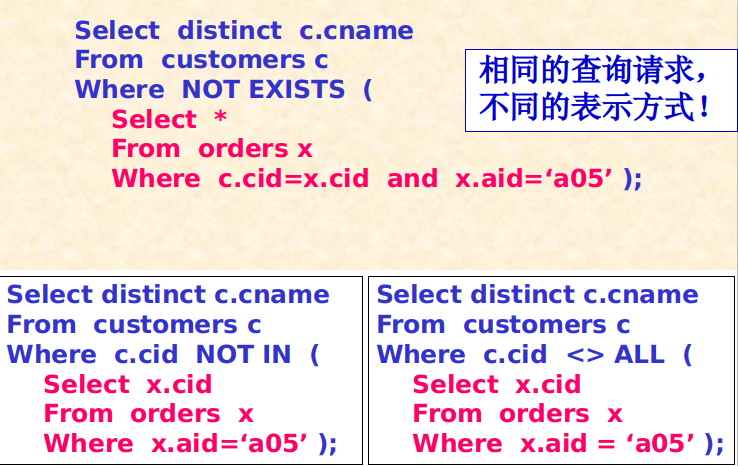 Select distinct c.cname
From customers c
Where NOT EXISTS (
Select *
From orders x
Where c.cid=x.cid and x.aid=‘a05’ );
相同的查询请求，
不同的表示方式！
Select distinct c.cname
From customers c
Where c.cid NOT IN (
Select x.cid
From orders x
Where x.aid=‘a05’ );
Select distinct c.cname
From customers c
Where c.cid <> ALL (
Select x.cid
From orders x
Where x.aid = ‘a05’ );